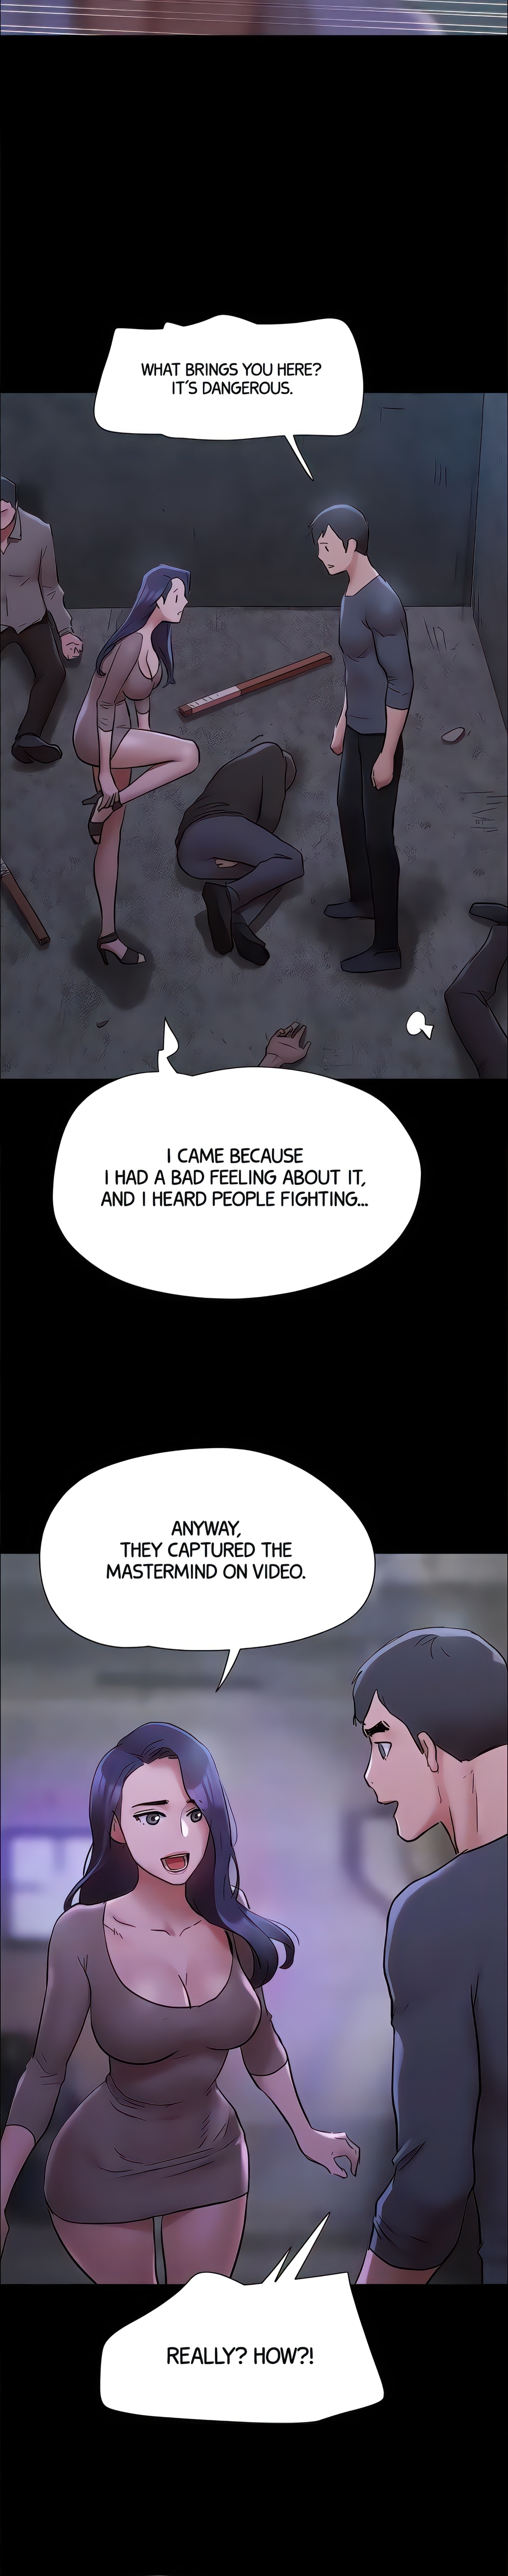 WHAT BRINGS YOU HERE?
IT'S DANGEROUS.
I CAME BECAUSE
I HAD A BAD FEELING ABOUT IT,
AND I HEARD PEOPLE FIGHTING...
ANYWAY,
THEY CAPTURED THE
MASTERMIND ON VIDEO.
REALLY? HOW?!